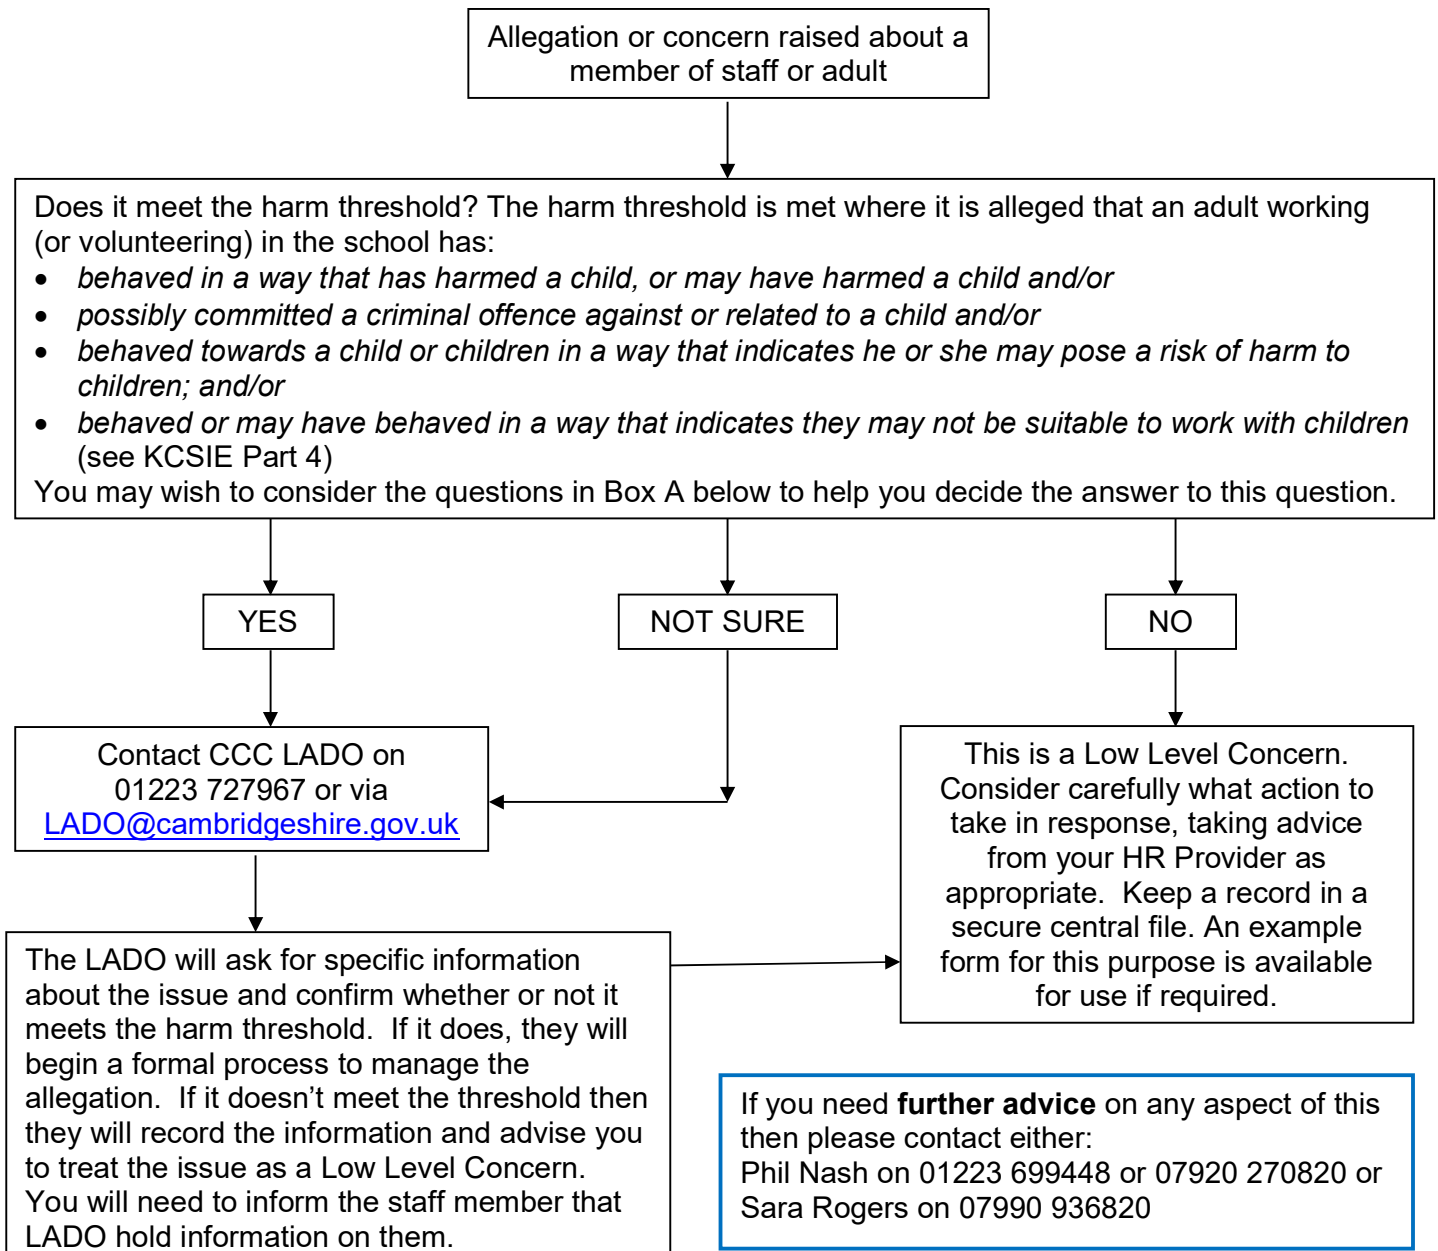 Allegation or concern raised about a
member of staff or adult
Does it meet the harm threshold? The harm threshold is met where it is alleged that an adult working
(or volunteering) in the school has:
• behaved in a way that has harmed a child, or may have harmed a child and/or
• possibly committed a criminal offence against or related to a child and/or
• behaved towards a child or children in a way that indicates he or she may pose a risk of harm to
children; and/or
• behaved or may have behaved in a way that indicates they may not be suitable to work with children
(see KCSIE Part 4)
You may wish to consider the questions in Box A below to help you decide the answer to this question.
YES
NOT SURE
NO
Contact CCC LADO on
01223 727967 or via
LADO@cambridgeshire.gov.uk
This is a Low Level Concern.
Consider carefully what action to
take in response, taking advice
from your HR Provider as
appropriate.  Keep a record in a
secure central file. An example
form for this purpose is available
for use if required.
The LADO will ask for specific information
about the issue and confirm whether or not it
meets the harm threshold.  If it does, they will
begin a formal process to manage the
allegation.  If it doesn’t meet the threshold then
they will record the information and advise you
to treat the issue as a Low Level Concern.
You will need to inform the staff member that
LADO hold information on them.
If you need further advice on any aspect of this
then please contact either:
Phil Nash on 01223 699448 or 07920 270820 or
Sara Rogers on 07990 936820